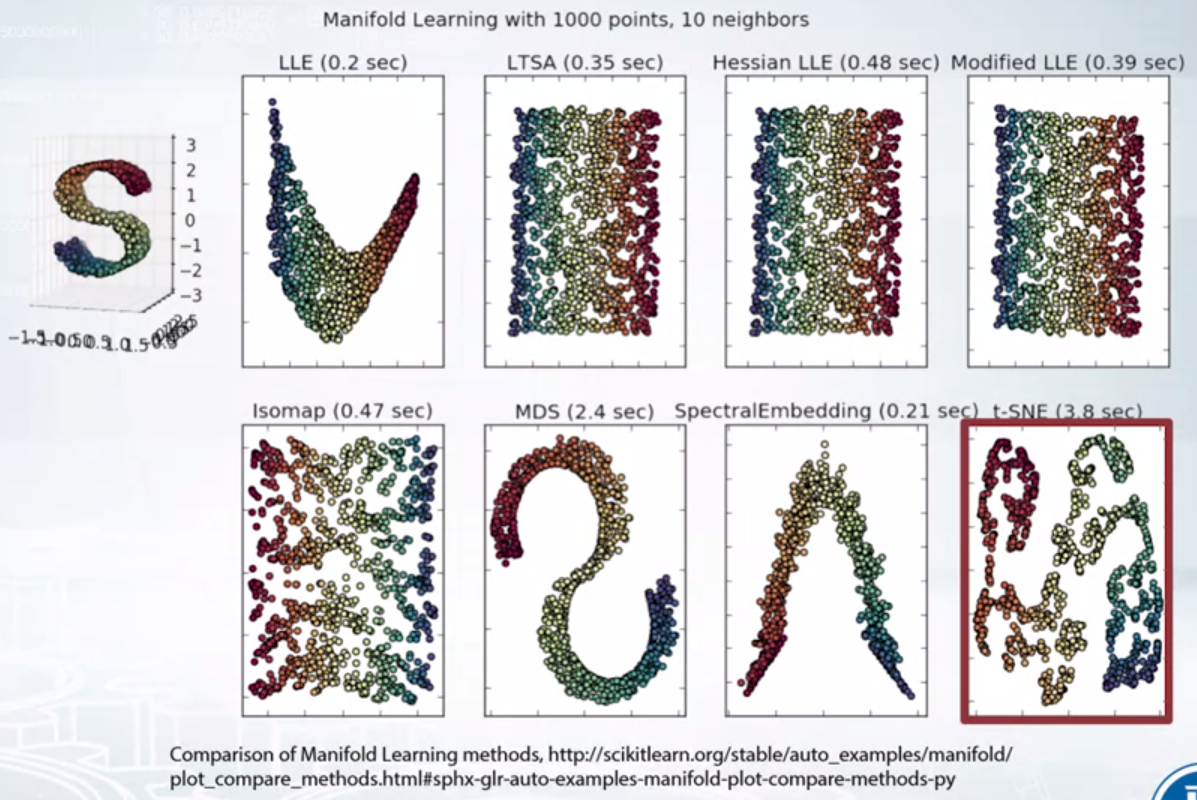 Manifold Learning with 1000 points, 10 neighbors
LLE (0.2 sec)
LTSA (0.35 sec)
Hessian LLE (0.48 sec)
Modified LLE (0.39 sec)
3
2
1
0
−1
−2
−3
Isomap (0.47 sec)
MDS (2.4 sec)
SpectralEmbedding (0.21 sec)
t-SNE (3.8 sec)
Comparison of Manifold Learning methods, http://scikitlearn.org/stable/auto_examples/manifold/
plot_compare_methods.html#sphx-glr-auto-examples-manifold-plot-compare-methods-py